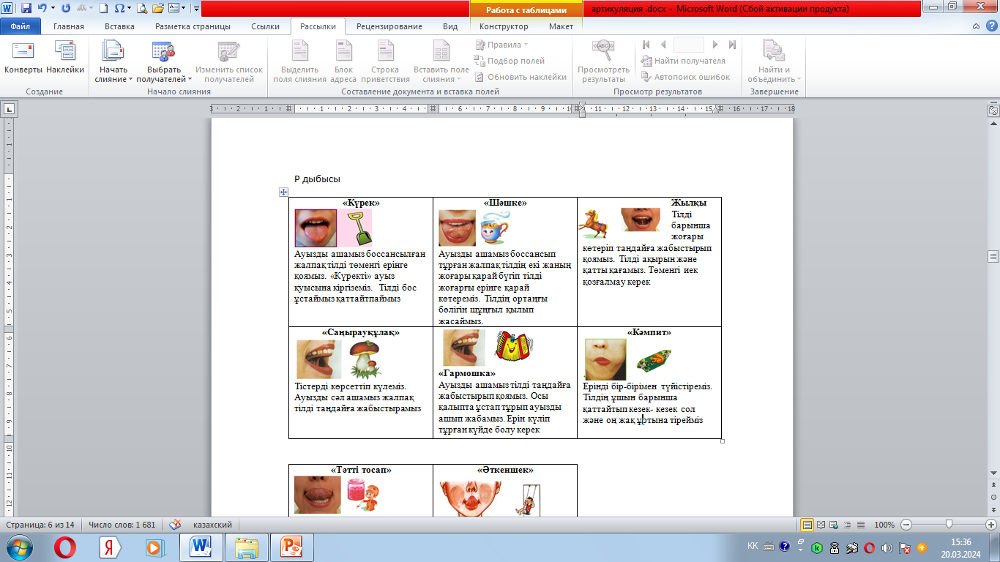 Работа с таблицами
артикуляция .docx - Microsoft Word (Сбой активации продукта)
Файл
Главная
Вставка
Разметка страницы
Ссылки
Рассылки
Рецензирование
Вид
Конструктор
Макет
Конверты
Наклейки
Создание
Начать
слияние
Выбрать
получателей
Изменить список
получателей
Начало слияния
Выделить
поля слияния
Блок
адреса
Строка
приветствия
Вставить поле
слияния
Правила
Подбор полей
Обновить наклейки
Составление документа и вставка полей
Просмотреть
результаты
Найти получателя
Автопоиск ошибок
Просмотр результатов
Найти и
объединить
Завершение
Р дыбысы
«Күрек»
Ауызды ашамыз боссансылған
жалпақ тілді төменгі ерінге
қоямыз. «Күректі» ауыз
қуысына кіргіземіз. Тілді бос
ұстаймыз қаттайтпаймыз
«Шәшке»
Ауызды ашамыз боссансып
тұрған жалпақ тілдің екі жаның
жоғары қарай бүгіп тілді
жоғарғы ерінге қарай
көтереміз. Тілдің ортаңғы
бөлігін шұңғыл қылып
жасаймыз.
Жылқы
Тілді
барынша
жоғары
көтеріп таңдайға жабыстырып
қоямыз. Тілді ақырын және
қатты қағамыз. Төменгі иек
қозғалмау керек
«Саңырауқұлақ»
Тістерді көрсеттіп күлеміз.
Ауызды сәл ашамыз жалпақ
тілді таңдайға жабыстырамыз
«Гармошка»
Ауызды ашамыз тілді таңдайға
жабыстырып қоямыз. Осы
қалыпта ұстап тұрып ауызды
ашып жабамыз. Ерін күліп
тұрған күйде болу керек
«Кәмпит»
Ерінді бір-бірімен түйістіреміз.
Тілдің ұшын барынша
қаттайтып кезек- кезек сол
және оң жақ ұртына тірейміз
«Тәтті тосап»
«Әткеншек»
Страница: 6 из 14
Число слов: 1 681
казахский
100%
KK
15:36
20.03.2024